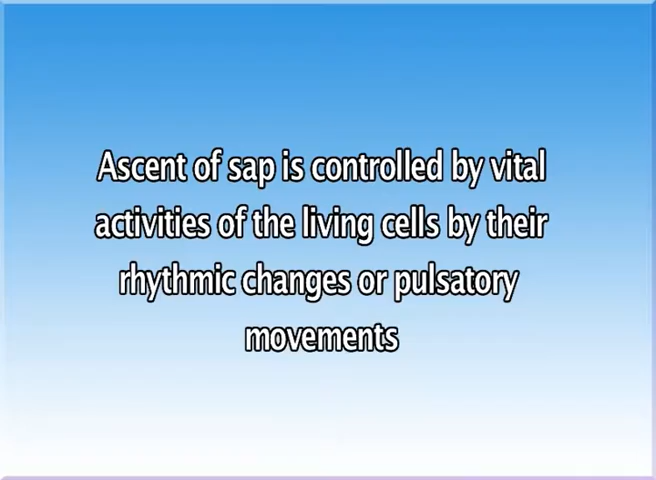 Ascent of sap is controlled by vital
activities of the living cells by their
rhythmic changes or pulsatory
movements